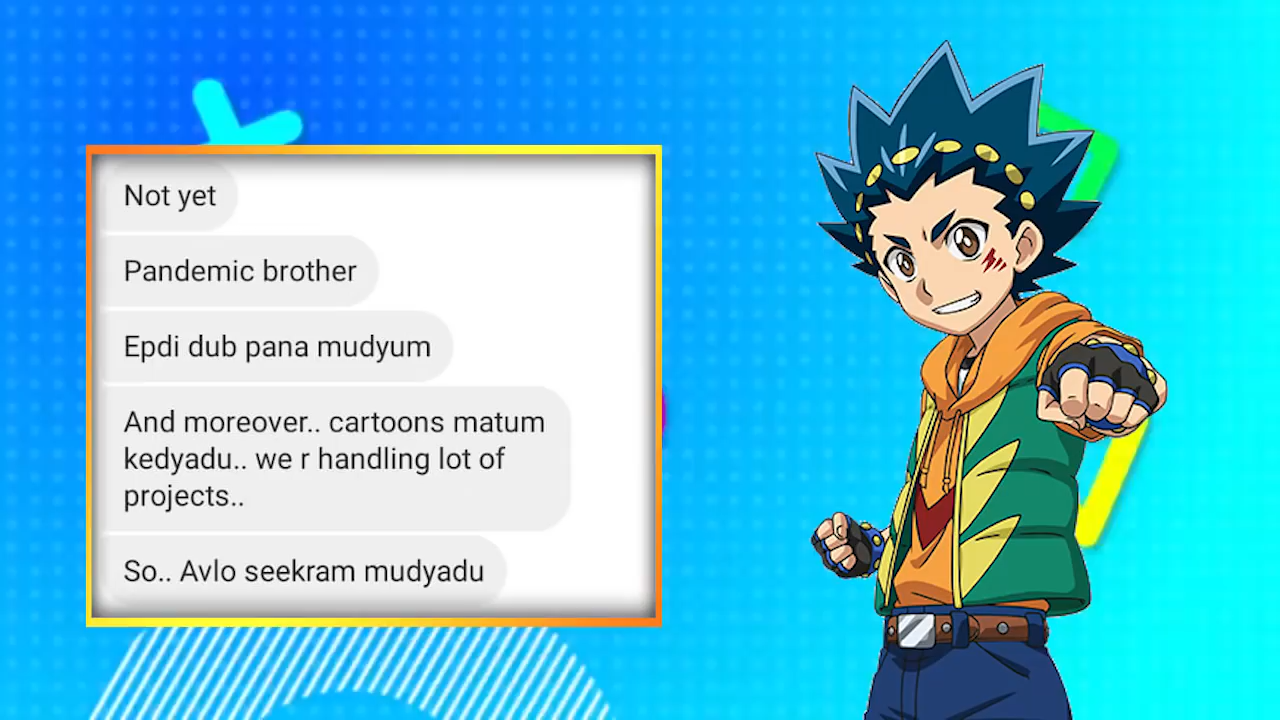 Not yet
Pandemic brother
Epdi dub pana mudyum
And moreover.. cartoons matum
kedyadu.. we r handling lot of
projects..
So.. Avlo seekram mudyadu